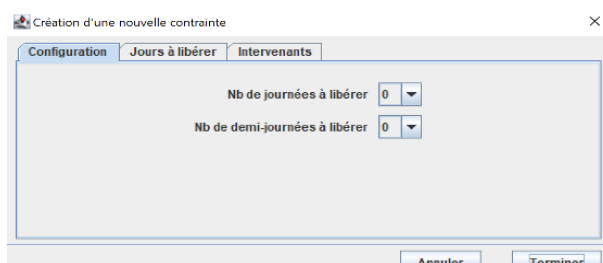 Création d'une nouvelle contrainte
Configuration Jours à libérer Intervenants
Nb de journées à libérer 0
Nb de demi-journées à libérer 0
Annuler Terminer